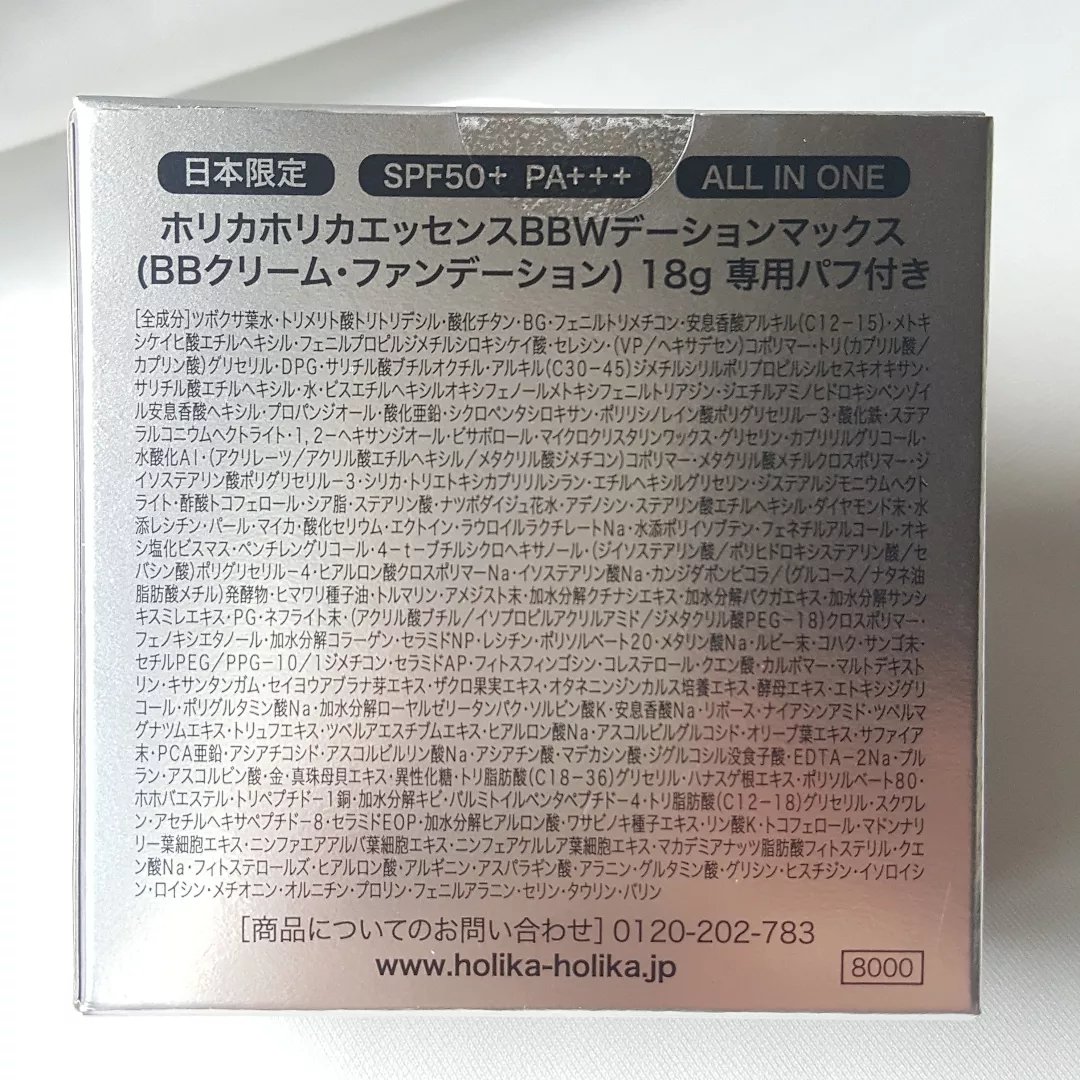 日本限定 SPF50+ PA+++ ALL IN ONE
ホリカホリカエッセンスBBWデーションマックス
(BBクリーム・ファンデーション) 18g 専用パフ付き
[全成分]ツボクサ葉水・トリメリト酸トリトリデシル・酸化チタン・BG・フェニルトリメチコン・安息香酸アルキル(C12-15)・メトキ
シケイヒ酸エチルヘキシル・フェニルプロピルジメチルシロキシケイ酸・セレシン・(VP/ヘキサデセン)コポリマー・トリ(カプリル酸/
カプリン酸)グリセリル・DPG・サリチル酸ブチルオクチル・アルキル(C30-45)ジメチルシリルポリプロピルシルセスキオキサン・
サリチル酸エチルヘキシル・水・ビスエチルヘキシルオキシフェノールメトキシフェニルトリアジン・ジエチルアミノヒドロキシベンゾイ
ル安息香酸ヘキシル・プロパンジオール・酸化亜鉛・シクロペンタシロキサン・ポリリシノレイン酸ポリグリセリル-3・酸化鉄・ステア
ラルコニウムヘクトライト・1,2-ヘキサンジオール・ビサボロール・マイクロクリスタリンワックス・グリセリン・カプリリルグリコール・
水酸化AI・(アクリレーツ/アクリル酸エチルヘキシル/メタクリル酸ジメチコン)コポリマー・メタクリル酸メチルクロスポリマー・ジ
イソステアリン酸ポリグリセリル-3・シリカ・トリエトキシカプリリルシラン・エチルヘキシルグリセリン・ジステアルジモニウムヘクト
ライト・酢酸トコフェロール・シア脂・ステアリン酸・ナツボダイジュ花水・アデノシン・ステアリン酸エチルヘキシル・ダイヤモンド末・水
添レシチン・パール・マイカ・酸化セリウム・エクトイン・ラウロイルラクチレートNa・水添ポリイソブテン・フェネチルアルコール・オキ
シ塩化ビスマス・ペンチレングリコール・4-t-ブチルシクロヘキサノール・(ジイソステアリン酸/ポリヒドロキシステアリン酸/セ
バシン酸)ポリグリセリル-4・ヒアルロン酸クロスポリマーNa・イソステアリン酸Na・カンジダボンビコラ/(グルコース/ナタネ油
脂肪酸メチル)発酵物・ヒマワリ種子油・トルマリン・アメジスト末・加水分解クチナシエキス・加水分解バクガエキス・加水分解サンシ
キスミレエキス・PG・ネフライト末・(アクリル酸ブチル/イソプロピルアクリルアミド/ジメタクリル酸PEG-18)クロスポリマー・
フェノキシエタノール・加水分解コラーゲン・セラミドNP・レシチン・ポリソルベート20・メタリン酸Na・ルビー末・コハク・サンゴ末・
セチルPEG/PPG-10/1ジメチコン・セラミドAP・フィトスフィンゴシン・コレステロール・クエン酸・カルボマー・マルトデキスト
リン・キサンタンガム・セイヨウアブラナ芽エキス・ザクロ果実エキス・オタネニンジンカルス培養エキス・酵母エキス・エトキシジグリ
コール・ポリグルタミン酸Na・加水分解ローヤルゼリータンパク・ソルビン酸K・安息香酸Na・リボース・ナイアシンアミド・ツベルマ
グナツムエキス・トリュフエキス・ツベルアエスチブムエキス・ヒアルロン酸Na・アスコルビルグルコシド・オリーブ葉エキス・サファイア
末・PCA亜鉛・アシアチコシド・アスコルビルリン酸Na・アシアチン酸・マデカシン酸・ジグルコシル没食子酸・EDTA-2Na・プル
ラン・アスコルビン酸・金・真珠母貝エキス・異性化糖・トリ脂肪酸(C18-36)グリセリル・ハナスゲ根エキス・ポリソルベート80・
ホホバエステル・トリペプチド-1銅・加水分解キビ・パルミトイルペンタペプチド-4・トリ脂肪酸(C12-18)グリセリル・スクワレ
ン・アセチルヘキサペプチド-8・セラミドEOP・加水分解ヒアルロン酸・ワサビノキ種子エキス・リン酸K・トコフェロール・マドンナリ
リー葉細胞エキス・ニンファエアアルバ葉細胞エキス・ニンフェアゲルレア葉細胞エキス・マカデミアナッツ脂肪酸フィトステリル・クエ
ン酸Na・フィトステロールズ・ヒアルロン酸・アルギニン・アスパラギン酸・アラニン・グルタミン酸・グリシン・ヒスチジン・イソロイシ
ン・ロイシン・メチオニン・オルニチン・プロリン・フェニルアラニン・セリン・タウリン・バリン
[商品についてのお問い合わせ] 0120-202-783
www.holika-holika.jp 8000